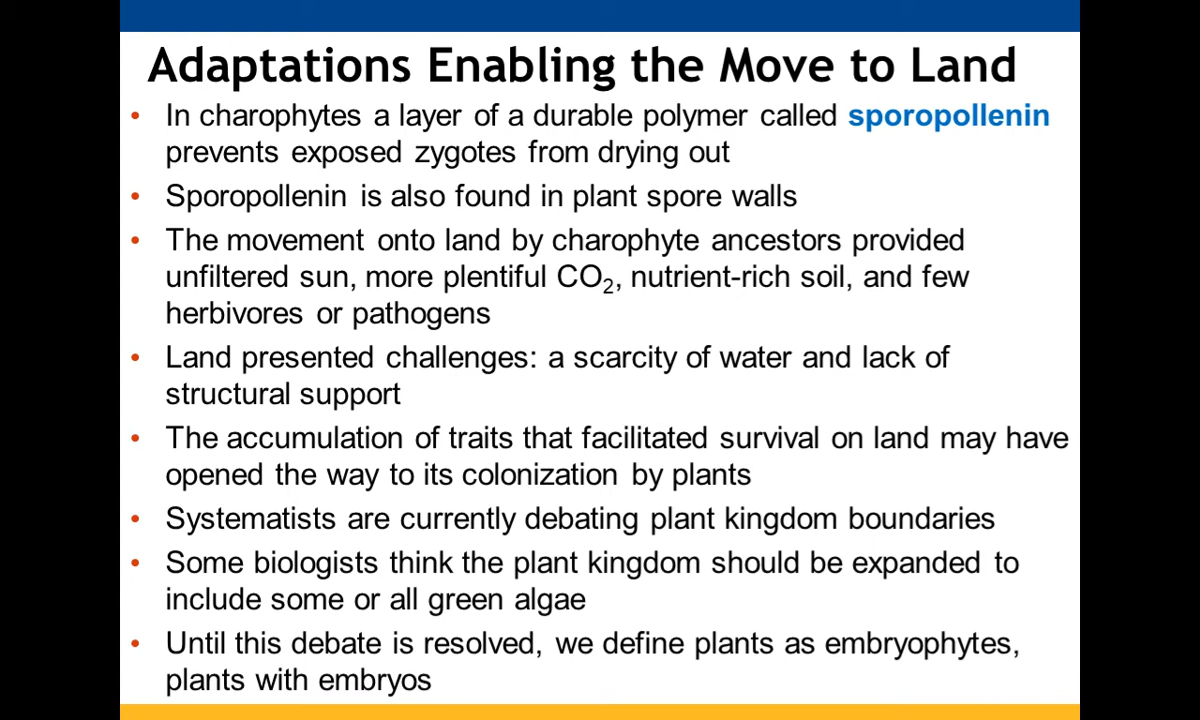 Adaptations Enabling the Move to Land
• In charophytes a layer of a durable polymer called sporopollenin
prevents exposed zygotes from drying out
• Sporopollenin is also found in plant spore walls
• The movement onto land by charophyte ancestors provided
unfiltered sun, more plentiful CO₂, nutrient-rich soil, and few
herbivores or pathogens
• Land presented challenges: a scarcity of water and lack of
structural support
• The accumulation of traits that facilitated survival on land may have
opened the way to its colonization by plants
• Systematists are currently debating plant kingdom boundaries
• Some biologists think the plant kingdom should be expanded to
include some or all green algae
• Until this debate is resolved, we define plants as embryophytes,
plants with embryos